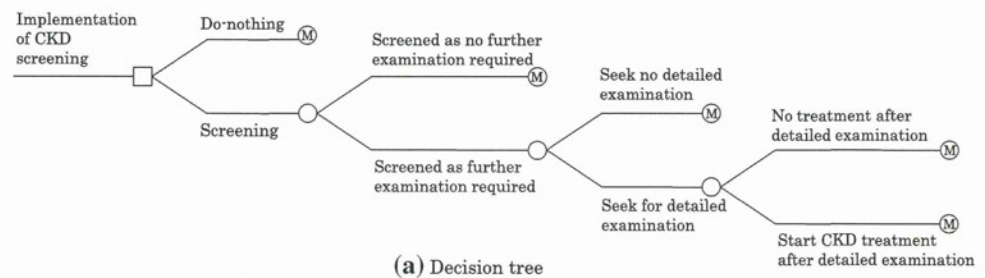 Implementation
of CKD
screening
Do-nothing
M
Screening
Screened as no further
examination required
M
Screened as further
examination required
Seek no detailed
examination
M
Seek for detailed
examination
No treatment after
detailed examination
M
M
Start CKD treatment
after detailed examination
(a) Decision tree